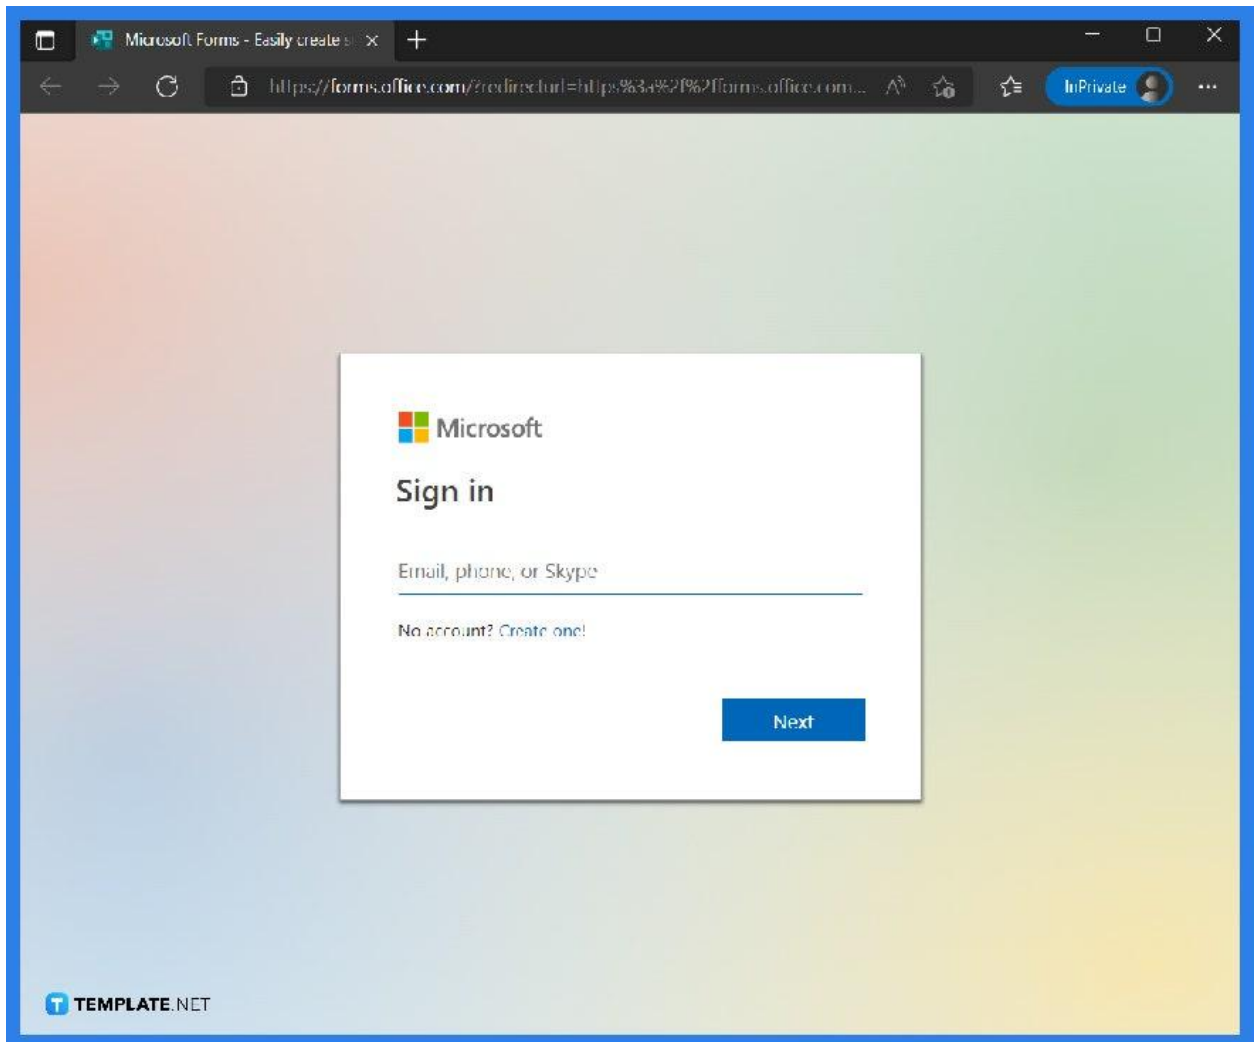 Microsoft Forms - Easily create s
https://forms.office.com/?redirecturl=https%3a%2f%2fforms.office.com...
InPrivate
Microsoft
Sign in
Email, phone, or Skype
No account? Create one!
Next
TEMPLATE.NET